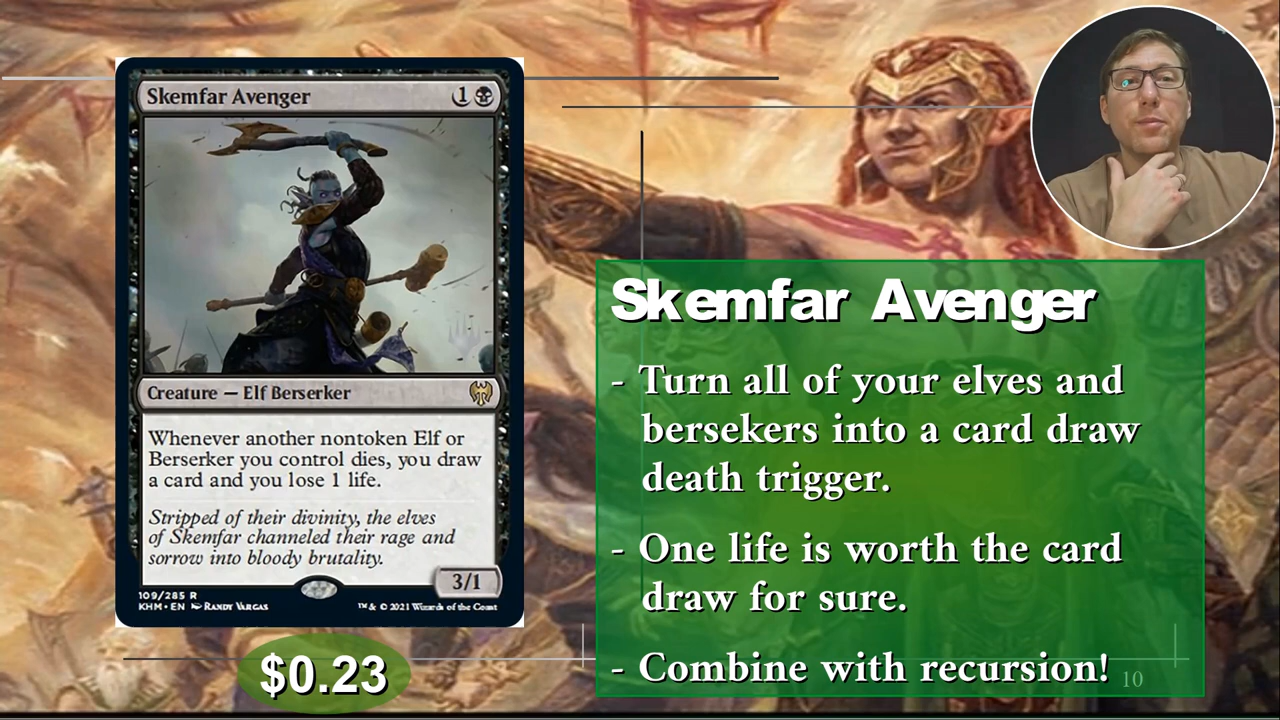 Skemfar Avenger
1
Creature — Elf Berserker
Whenever another nontoken Elf or
Berserker you control dies, you draw
a card and you lose 1 life.
Stripped of their divinity, the elves
of Skemfar channeled their rage and
sorrow into bloody brutality.
3/1
109/285 R
KHM • EN Randy Vargas
™ & © 2021 Wizards of the Coast
$0.23
Skemfar Avenger
- Turn all of your elves and
bersekers into a card draw
death trigger.
- One life is worth the card
draw for sure.
- Combine with recursion!
10